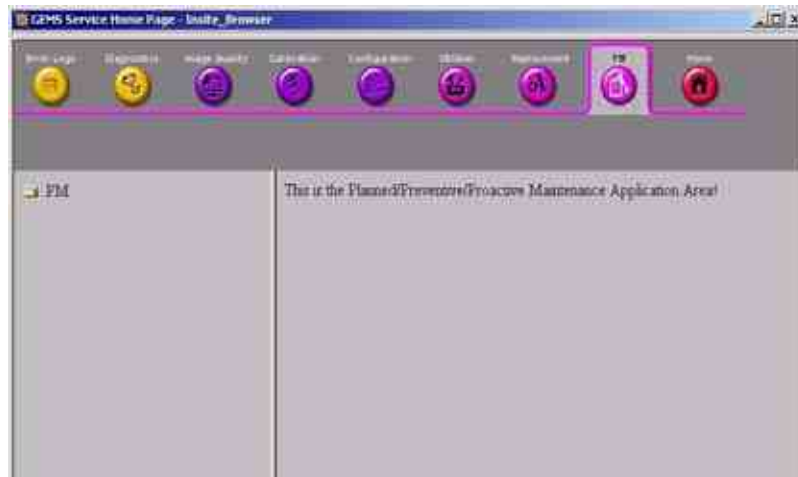 GEMS Service Home Page - Insite_Browser
Error Logs Diagnostics Image Quality Calibration Configuration Utilities Replacement PM Home
PM
This is the Planned/Preventive/Proactive Maintenance Application Area!